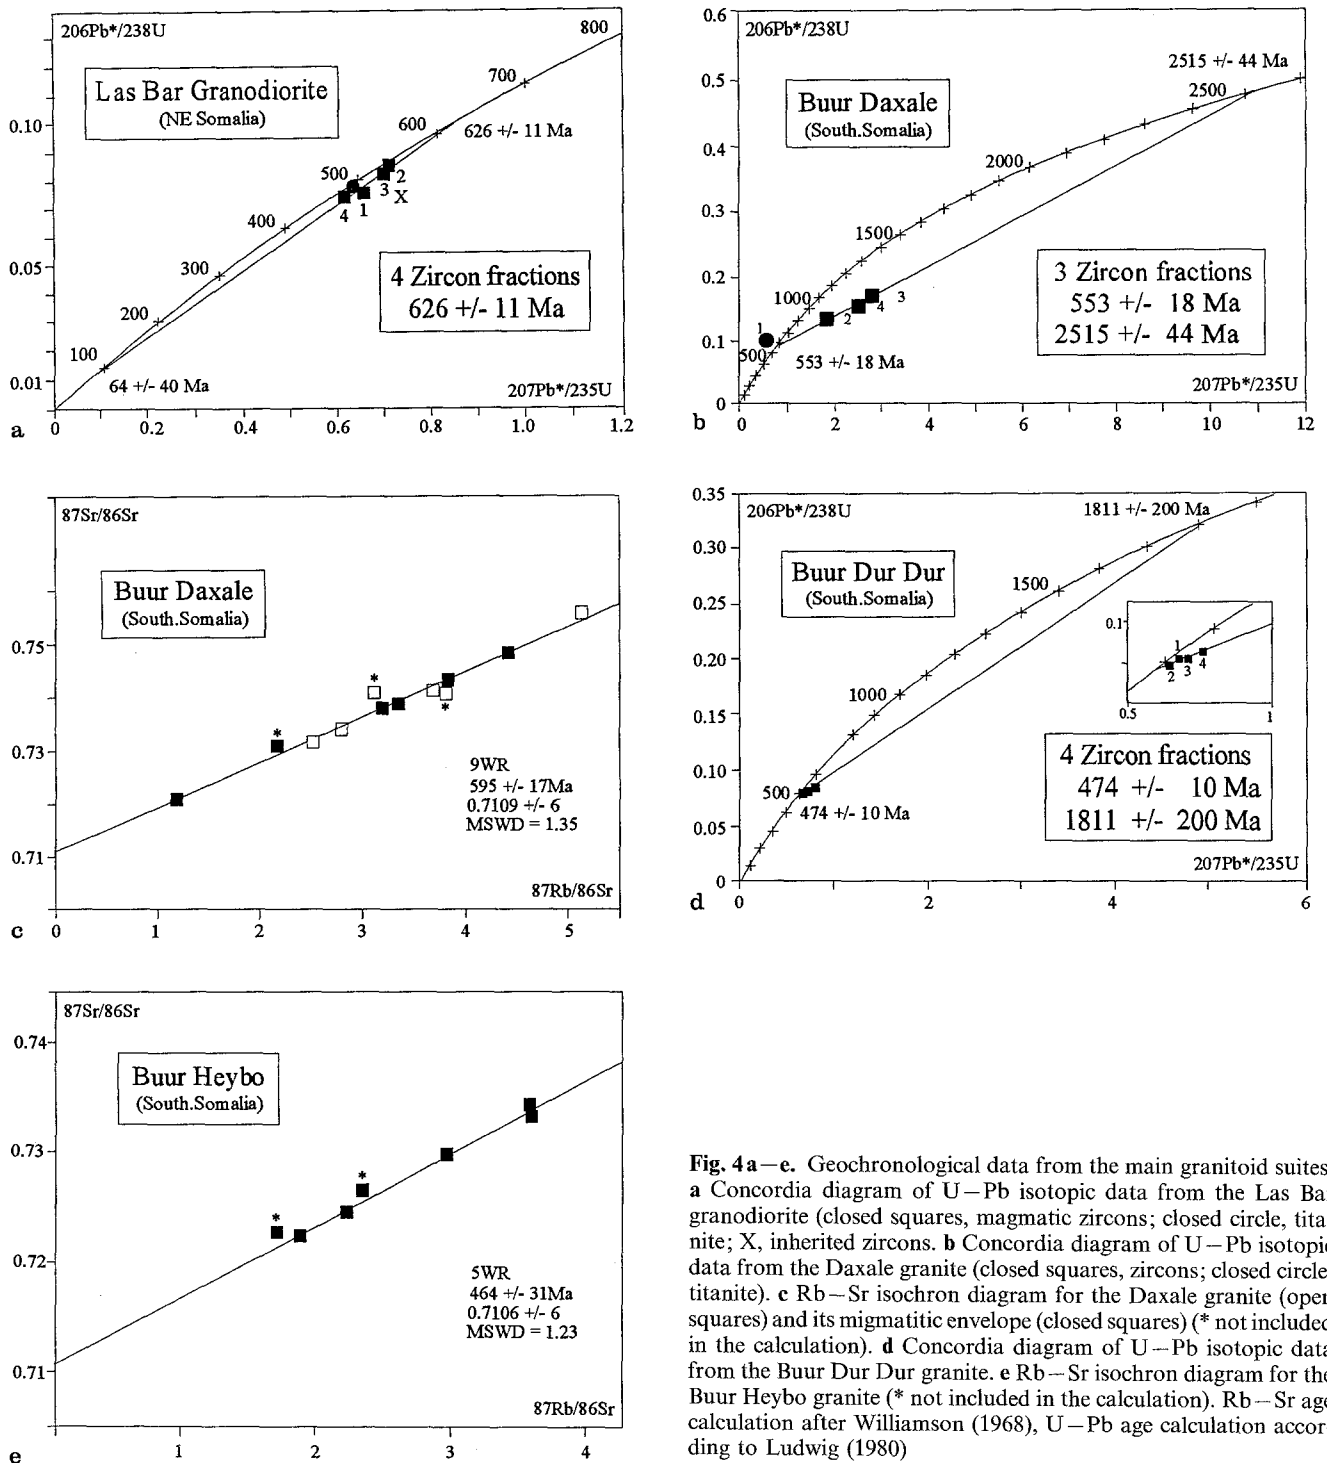 206Pb*/238U
800
700
Las Bar Granodiorite
(NE Somalia)
600
626 +/- 11 Ma
0.10
500
2
3
X
4
1
400
4 Zircon fractions
626 +/- 11 Ma
300
0.05
200
100
64 +/- 40 Ma
0.01
207Pb*/235U
0
0.2
0.4
0.6
0.8
1.0
1.2
a
0.6
206Pb*/238U
2515 +/- 44 Ma
0.5
2500
Buur Daxale
(South.Somalia)
0.4
2000
0.3
1500
3 Zircon fractions
553 +/- 18 Ma
2515 +/- 44 Ma
0.2
1000
3
4
2
1
0.1
500
553 +/- 18 Ma
207Pb*/235U
0
0
2
4
6
8
10
12
b
87Sr/86Sr
Buur Daxale
(South.Somalia)
0.75
*
*
*
0.73
9WR
595 +/- 17Ma
0.7109 +/- 6
MSWD = 1.35
0.71
87Rb/86Sr
0
1
2
3
4
5
c
0.35
206Pb*/238U
1811 +/- 200 Ma
0.30
Buur Dur Dur
(South.Somalia)
1500
0.25
0.1
1
2
3
4
0.5
1
0.20
1000
0.15
4 Zircon fractions
474 +/- 10 Ma
1811 +/- 200 Ma
0.10
500
474 +/- 10 Ma
0.05
207Pb*/235U
0
0
2
4
6
d
87Sr/86Sr
0.74
Buur Heybo
(South.Somalia)
0.73
*
*
0.72
5WR
464 +/- 31Ma
0.7106 +/- 6
MSWD = 1.23
0.71
87Rb/86Sr
1
2
3
4
e
Fig. 4a—e. Geochronological data from the main granitoid suites
a Concordia diagram of U—Pb isotopic data from the Las Ba
granodiorite (closed squares, magmatic zircons; closed circle, tita
nite; X, inherited zircons. b Concordia diagram of U—Pb isotopic
data from the Daxale granite (closed squares, zircons; closed circle
titanite). c Rb—Sr isochron diagram for the Daxale granite (open
squares) and its migmatitic envelope (closed squares) (* not included
in the calculation). d Concordia diagram of U—Pb isotopic data
from the Buur Dur Dur granite. e Rb—Sr isochron diagram for the
Buur Heybo granite (* not included in the calculation). Rb—Sr age
calculation after Williamson (1968), U—Pb age calculation accor
ding to Ludwig (1980)